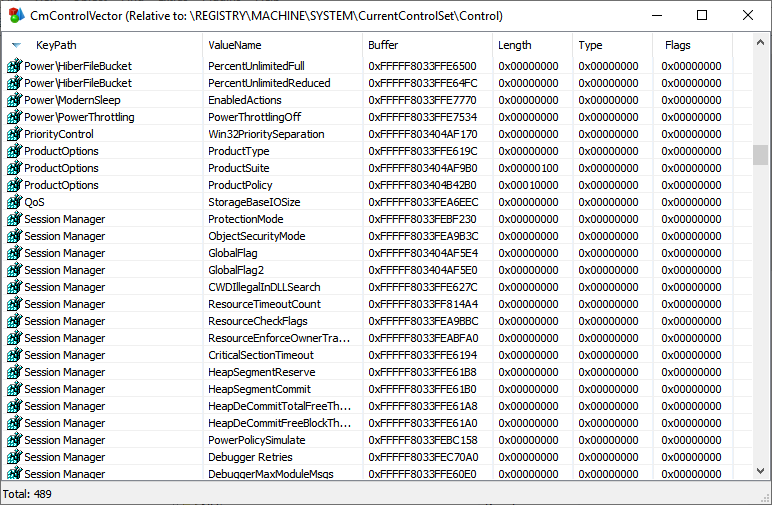 CmControlVector (Relative to: \REGISTRY\MACHINE\SYSTEM\CurrentControlSet\Control)
KeyPath ValueName Buffer Length Type Flags
Power\HiberFileBucket PercentUnlimitedFull 0xFFFFF8033FFE6500 0x00000000 0x00000000 0x00000000
Power\HiberFileBucket PercentUnlimitedReduced 0xFFFFF8033FFE64FC 0x00000000 0x00000000 0x00000000
Power\ModernSleep EnabledActions 0xFFFFF8033FFE7770 0x00000000 0x00000000 0x00000000
Power\PowerThrottling PowerThrottlingOff 0xFFFFF8033FFE7534 0x00000000 0x00000000 0x00000000
PriorityControl Win32PrioritySeparation 0xFFFFF803404AF170 0x00000000 0x00000000 0x00000000
ProductOptions ProductType 0xFFFFF8033FFE619C 0x00000000 0x00000000 0x00000000
ProductOptions ProductSuite 0xFFFFF803404AF9B0 0x00000100 0x00000000 0x00000000
ProductOptions ProductPolicy 0xFFFFF803404B42B0 0x00010000 0x00000000 0x00000000
QoS StorageBaseIOSize 0xFFFFF8033FEA6EEC 0x00000000 0x00000000 0x00000000
Session Manager ProtectionMode 0xFFFFF8033FEBF230 0x00000000 0x00000000 0x00000000
Session Manager ObjectSecurityMode 0xFFFFF8033FEA9B3C 0x00000000 0x00000000 0x00000000
Session Manager GlobalFlag 0xFFFFF803404AF5E4 0x00000000 0x00000000 0x00000000
Session Manager GlobalFlag2 0xFFFFF803404AF5E0 0x00000000 0x00000000 0x00000000
Session Manager CWDIllegalInDLLSearch 0xFFFFF8033FFE627C 0x00000000 0x00000000 0x00000000
Session Manager ResourceTimeoutCount 0xFFFFF8033FF814A4 0x00000000 0x00000000 0x00000000
Session Manager ResourceCheckFlags 0xFFFFF8033FEA9BBC 0x00000000 0x00000000 0x00000000
Session Manager ResourceEnforceOwnerTra... 0xFFFFF8033FEABFA0 0x00000000 0x00000000 0x00000000
Session Manager CriticalSectionTimeout 0xFFFFF8033FFE6194 0x00000000 0x00000000 0x00000000
Session Manager HeapSegmentReserve 0xFFFFF8033FFE61B8 0x00000000 0x00000000 0x00000000
Session Manager HeapSegmentCommit 0xFFFFF8033FFE61B0 0x00000000 0x00000000 0x00000000
Session Manager HeapDeCommitTotalFreeTh... 0xFFFFF8033FFE61A8 0x00000000 0x00000000 0x00000000
Session Manager HeapDeCommitFreeBlockTh... 0xFFFFF8033FFE61A0 0x00000000 0x00000000 0x00000000
Session Manager PowerPolicySimulate 0xFFFFF8033FEBC158 0x00000000 0x00000000 0x00000000
Session Manager Debugger Retries 0xFFFFF8033FEC70A0 0x00000000 0x00000000 0x00000000
Session Manager DebuggerMaxModuleMsgs 0xFFFFF8033FFE60E0 0x00000000 0x00000000 0x00000000
Total: 489